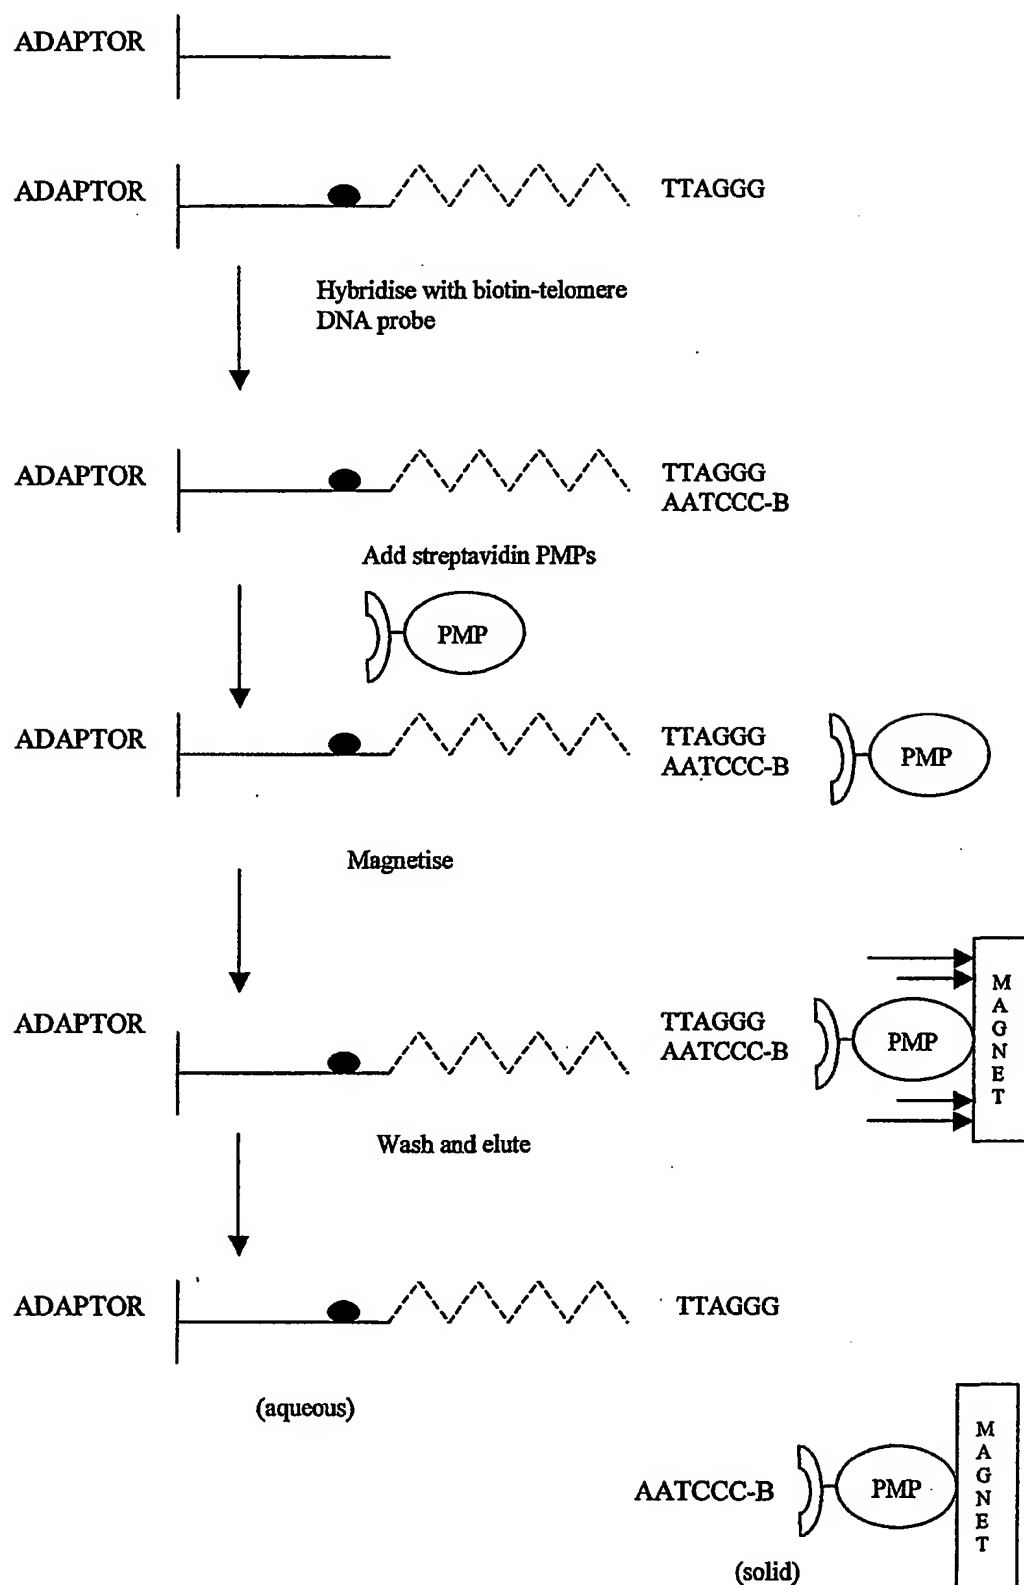 ADAPTOR
ADAPTOR
TTAGGG
Hybridise with biotin-telomere
DNA probe
ADAPTOR
TTAGGG
AATCCC-B
Add streptavidin PMPs
PMP
ADAPTOR
TTAGGG
AATCCC-B
PMP
Magnetise
ADAPTOR
TTAGGG
AATCCC-B
PMP
MAGNET
Wash and elute
ADAPTOR
TTAGGG
(aqueous)
AATCCC-B
PMP
MAGNET
(solid)